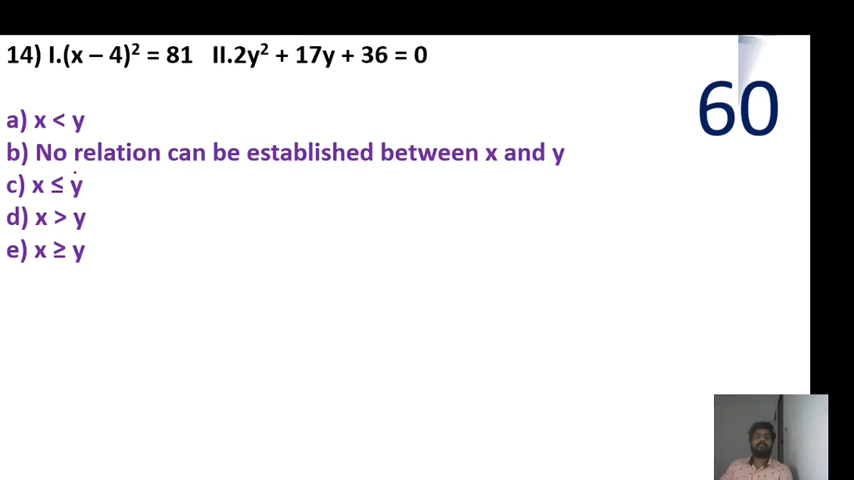 14) I.(x – 4)² = 81 II.2y² + 17y + 36 = 0
60
a) x < y
b) No relation can be established between x and y
c) x ≤ y
d) x > y
e) x ≥ y